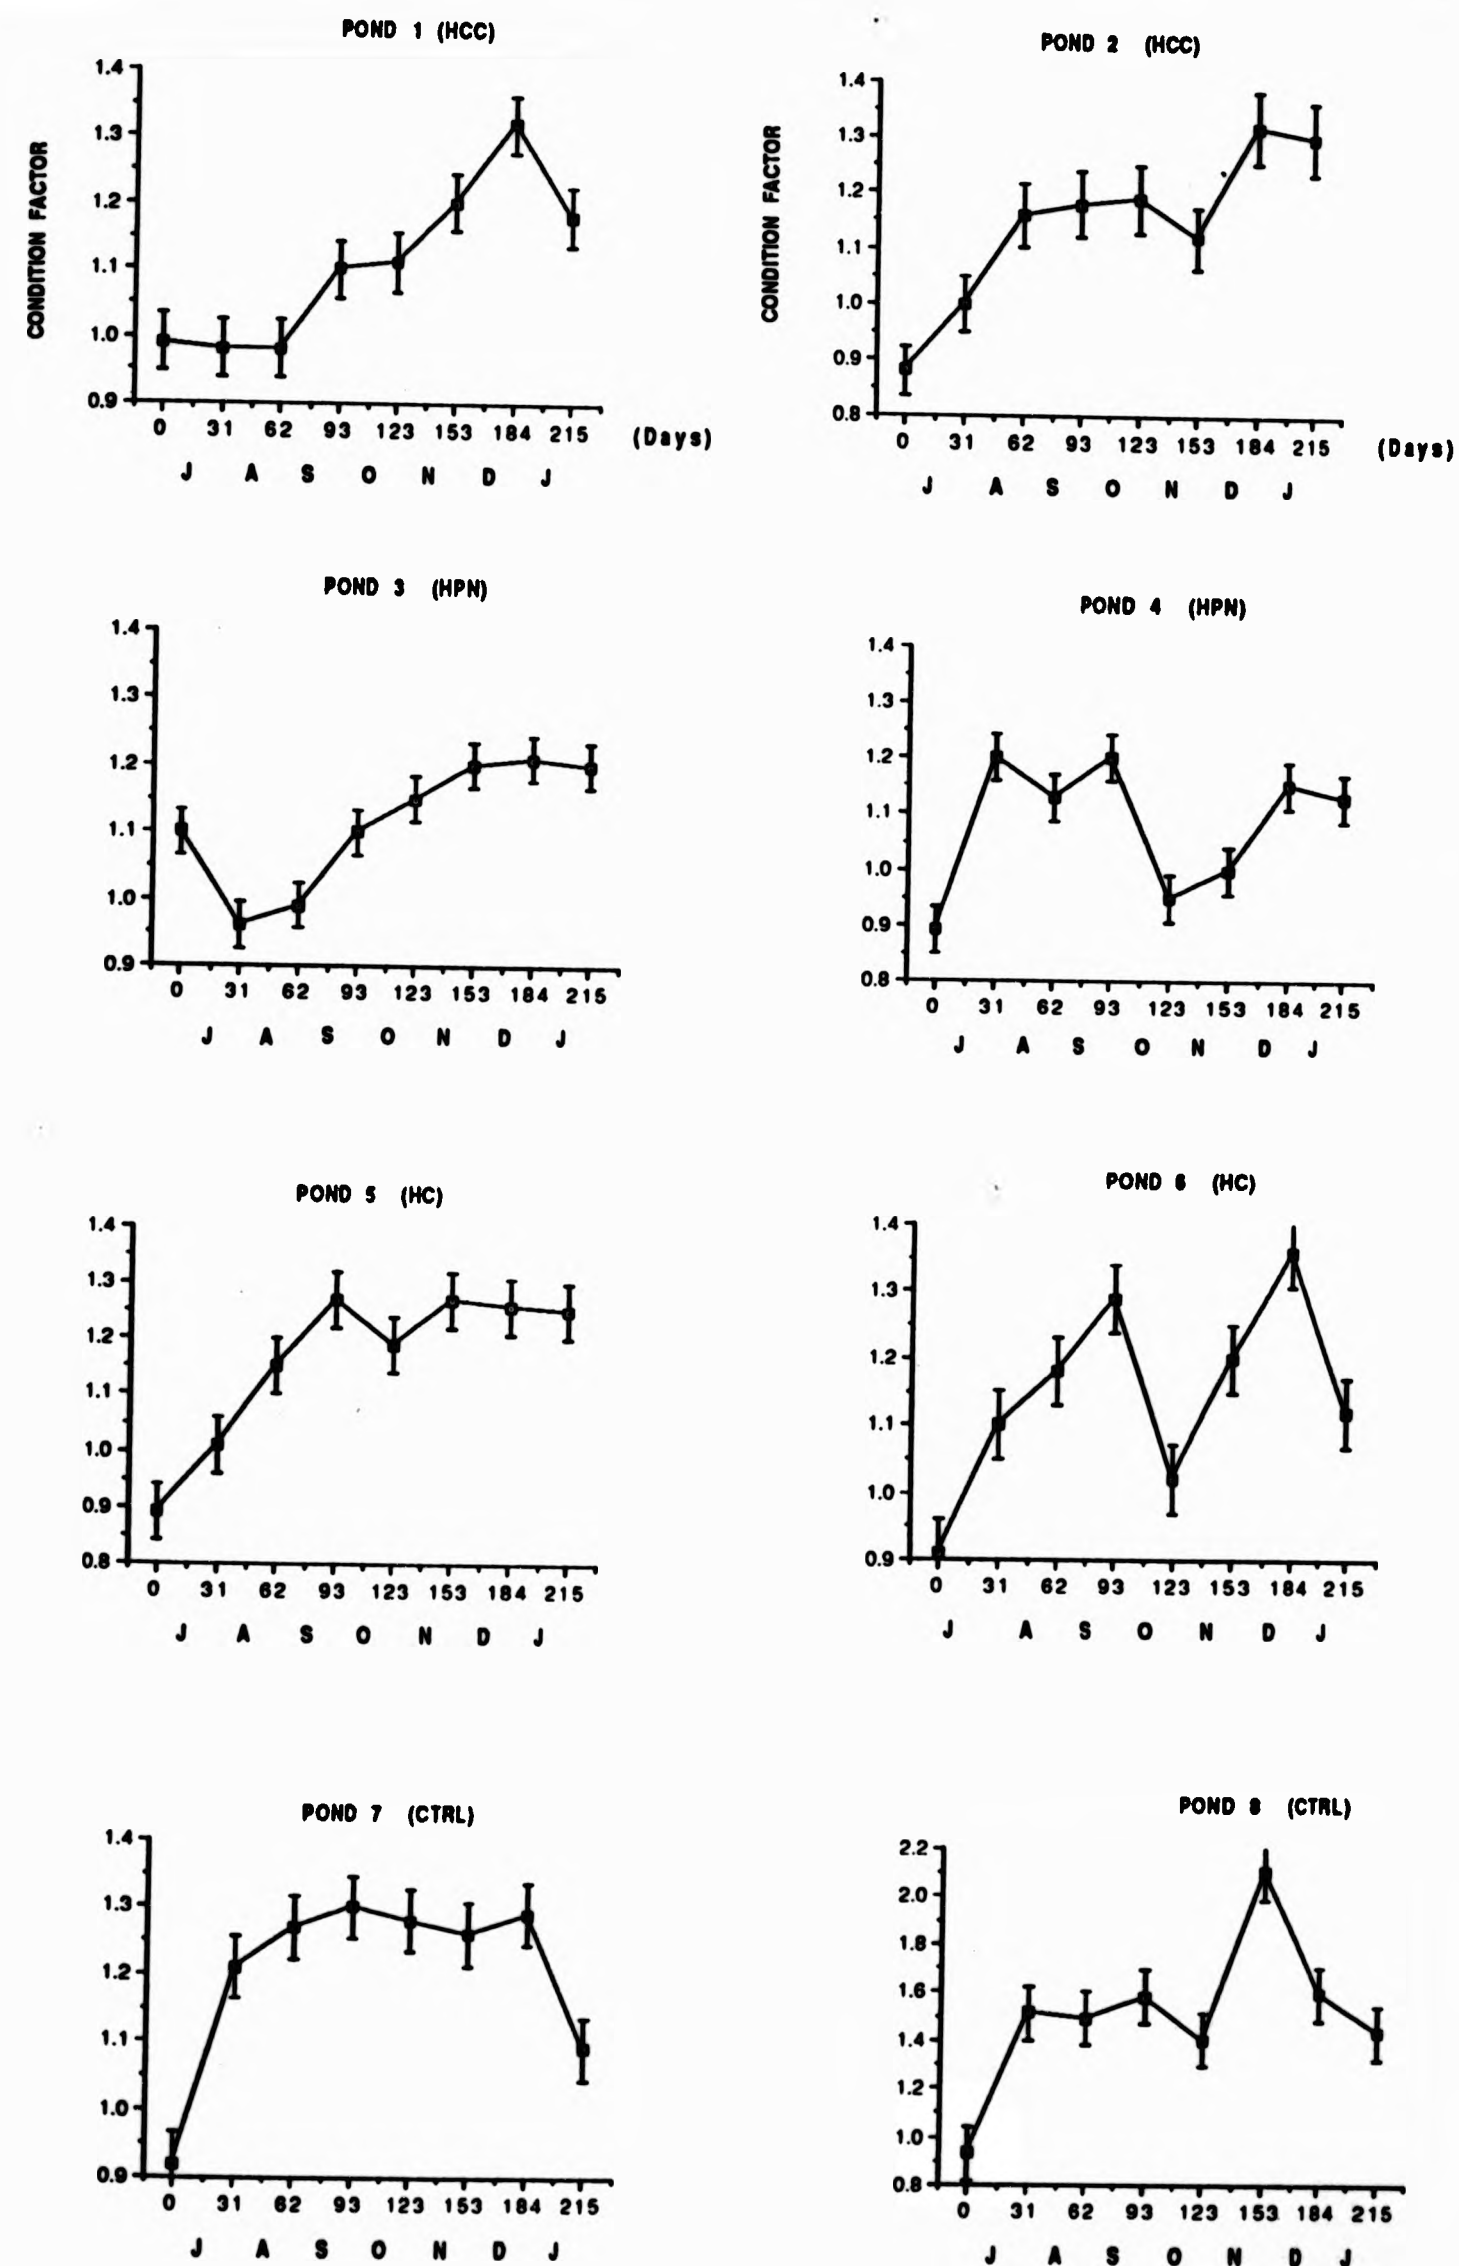 POND 1 (HCC)
CONDITION FACTOR
1.4
1.3
1.2
1.1
1.0
0.9
0 31 62 93 123 153 184 215 (Days)
J A S O N D J
POND 2 (HCC)
CONDITION FACTOR
1.4
1.3
1.2
1.1
1.0
0.9
0.8
0 31 62 93 123 153 184 215 (Days)
J A S O N D J
POND 3 (HPN)
1.4
1.3
1.2
1.1
1.0
0.9
0 31 62 93 123 153 184 215
J A S O N D J
POND 4 (HPN)
1.4
1.3
1.2
1.1
1.0
0.9
0.8
0 31 62 93 123 153 184 215
J A S O N D J
POND 5 (HC)
1.4
1.3
1.2
1.1
1.0
0.9
0.8
0 31 62 93 123 153 184 215
J A S O N D J
POND 6 (HC)
1.4
1.3
1.2
1.1
1.0
0.9
0 31 62 93 123 153 184 215
J A S O N D J
POND 7 (CTRL)
1.4
1.3
1.2
1.1
1.0
0.9
0 31 62 93 123 153 184 215
J A S O N D J
POND 8 (CTRL)
2.2
2.0
1.8
1.6
1.4
1.2
1.0
0.8
0 31 62 93 123 153 184 215
J A S O N D J